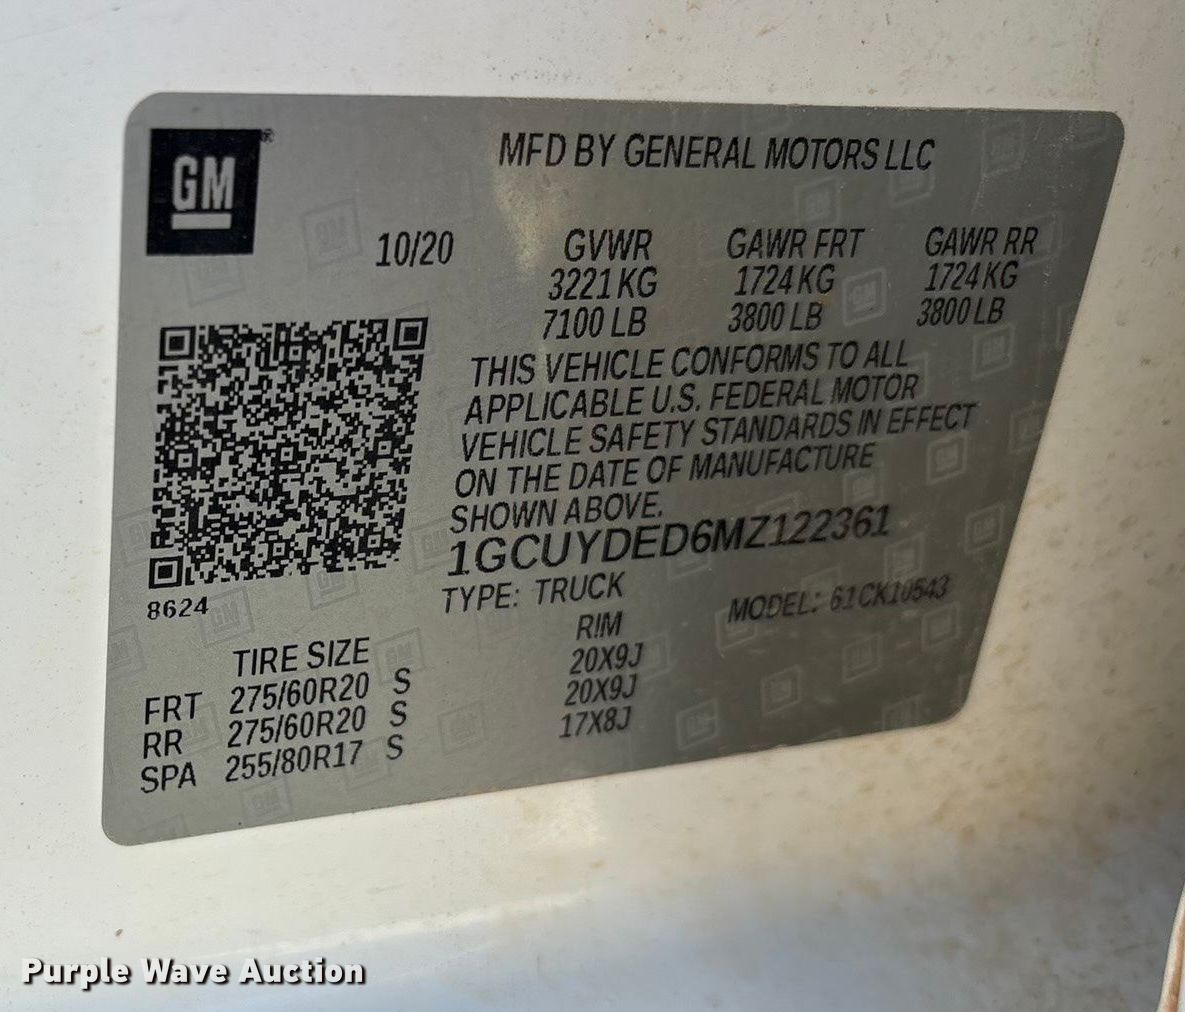 GM ®
MFD BY GENERAL MOTORS LLC
10/20 GVWR GAWR FRT GAWR RR
3221 KG 1724 KG 1724 KG
7100 LB 3800 LB 3800 LB
THIS VEHICLE CONFORMS TO ALL
APPLICABLE U.S. FEDERAL MOTOR
VEHICLE SAFETY STANDARDS IN EFFECT
ON THE DATE OF MANUFACTURE
SHOWN ABOVE.
1GCUYDED6MZ122361
8624 TYPE: TRUCK MODEL: 61CK10543
TIRE SIZE RIM
FRT 275/60R20 S 20X9J
RR 275/60R20 S 20X9J
SPA 255/80R17 S 17X8J
Purple Wave Auction